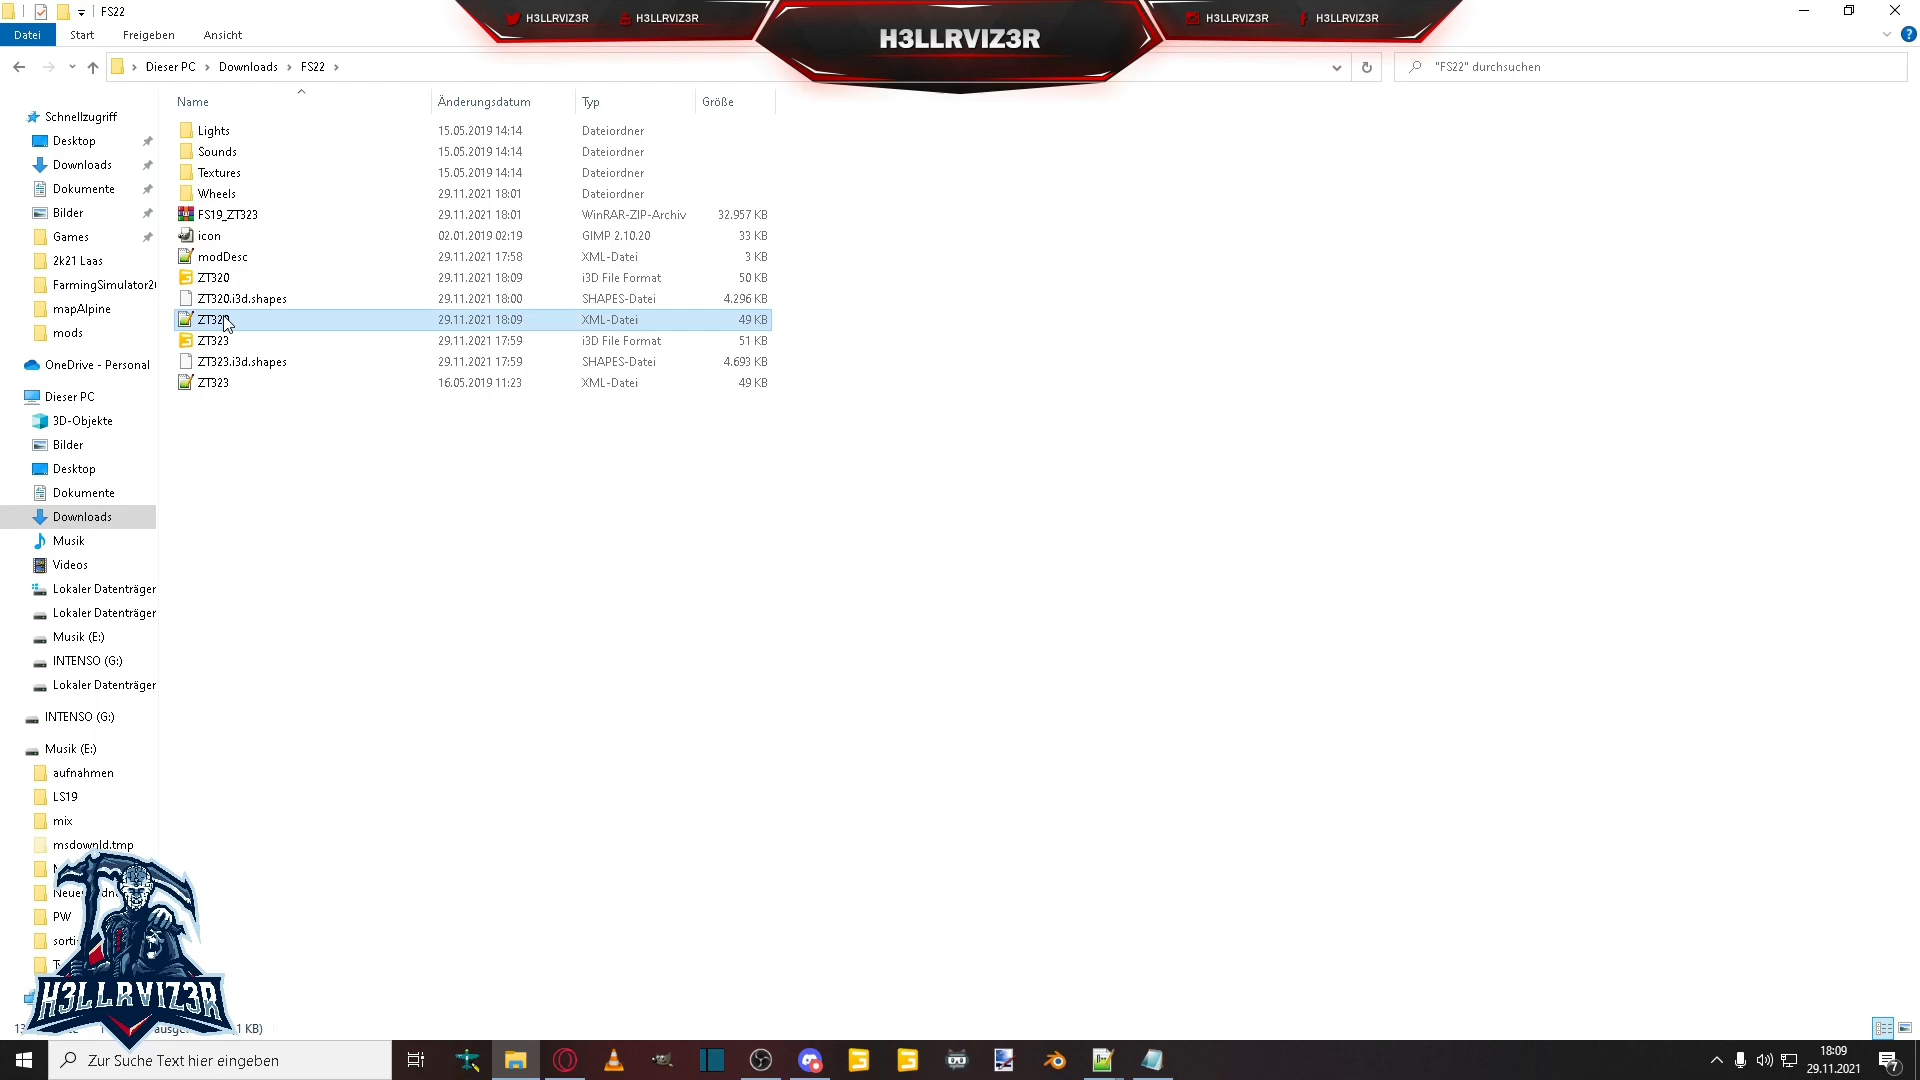 FS22
H3LLRVIZ3R H3LLRVIZ3R H3LLRVIZ3R H3LLRVIZ3R H3LLRVIZ3R
Datei Start Freigeben Ansicht
Dieser PC Downloads FS22 "FS22" durchsuchen
Name Änderungsdatum Typ Größe
Schnellzugriff
Desktop
Downloads
Dokumente
Bilder
Games
2k21 Laas
FarmingSimulator2
mapAlpine
mods
OneDrive - Personal
Dieser PC
3D-Objekte
Bilder
Desktop
Dokumente
Downloads
Musik
Videos
Lokaler Datenträger
Lokaler Datenträger
Musik (E:)
INTENSO (G:)
Lokaler Datenträger
INTENSO (G:)
Musik (E:)
aufnahmen
LS19
mix
msdownld.tmp
PW
Lights 15.05.2019 14:14 Dateiordner
Sounds 15.05.2019 14:14 Dateiordner
Textures 15.05.2019 14:14 Dateiordner
Wheels 29.11.2021 18:01 Dateiordner
FS19_ZT323 29.11.2021 18:01 WinRAR-ZIP-Archiv 32.957 KB
icon 02.01.2019 02:19 GIMP 2.10.20 33 KB
modDesc 29.11.2021 17:58 XML-Datei 3 KB
ZT320 29.11.2021 18:09 i3D File Format 50 KB
ZT320.i3d.shapes 29.11.2021 18:00 SHAPES-Datei 4.296 KB
ZT320 29.11.2021 18:09 XML-Datei 49 KB
ZT323 29.11.2021 17:59 i3D File Format 51 KB
ZT323.i3d.shapes 29.11.2021 17:59 SHAPES-Datei 4.693 KB
ZT323 16.05.2019 11:23 XML-Datei 49 KB
H3LLRVIZ3R
Zur Suche Text hier eingeben
18:09
29.11.2021
7